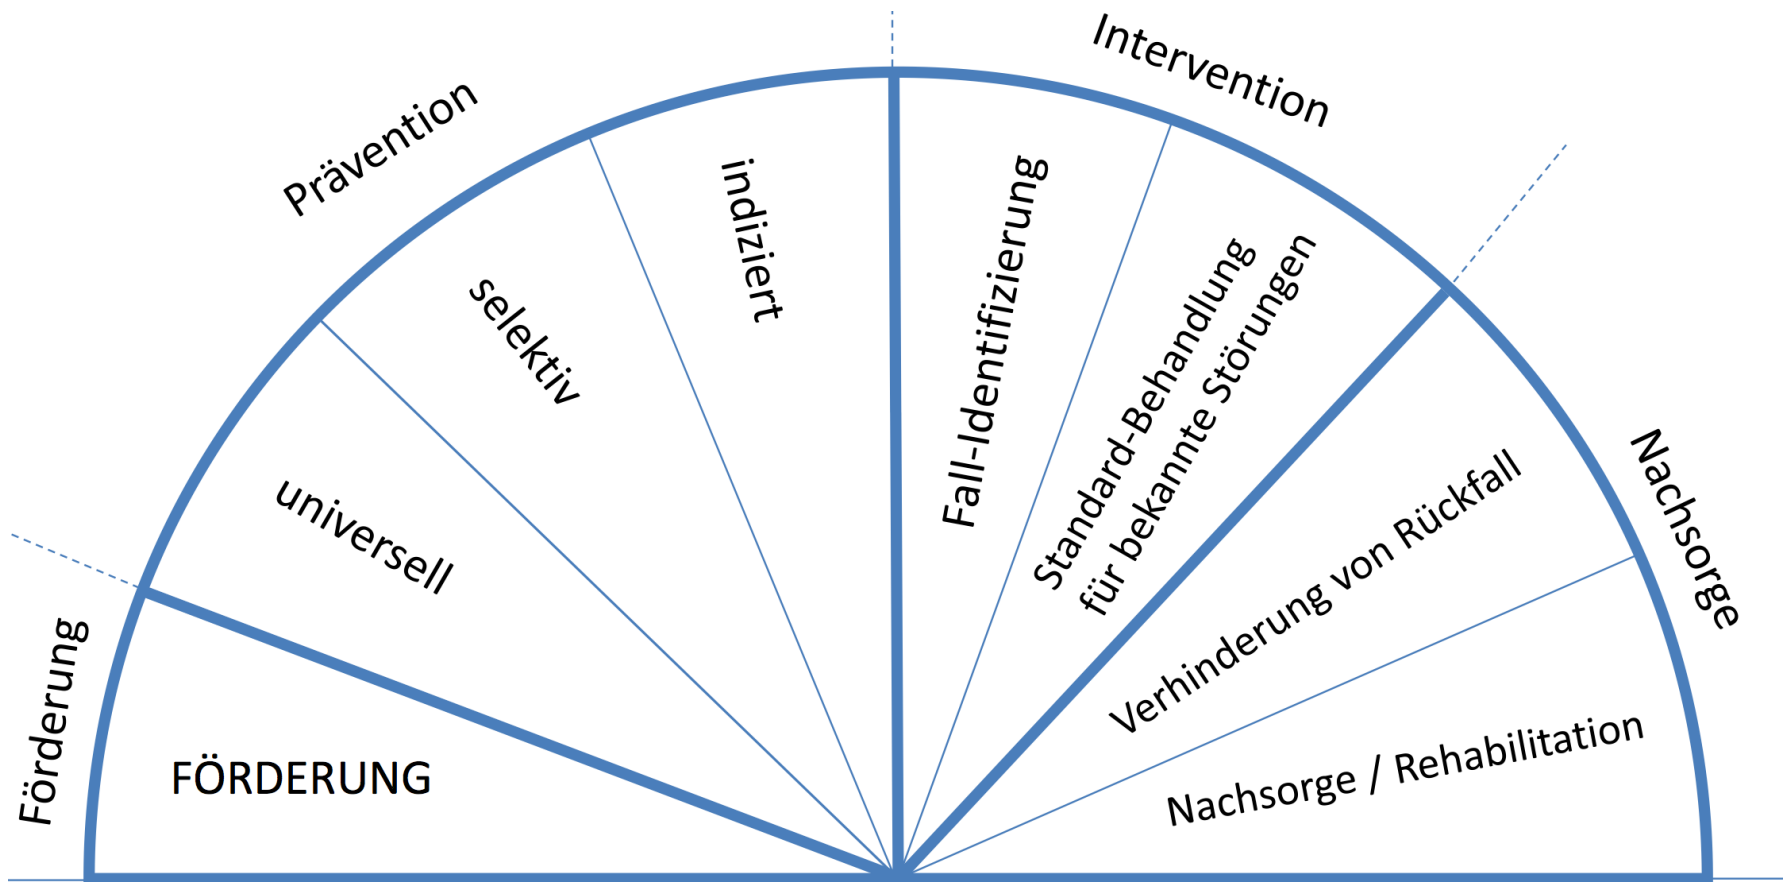 Förderung
FÖRDERUNG
Prävention
universell
selektiv
indiziert
Intervention
Fall-Identifizierung
Standard-Behandlung
für bekannte Störungen
Nachsorge
Verhinderung von Rückfall
Nachsorge / Rehabilitation